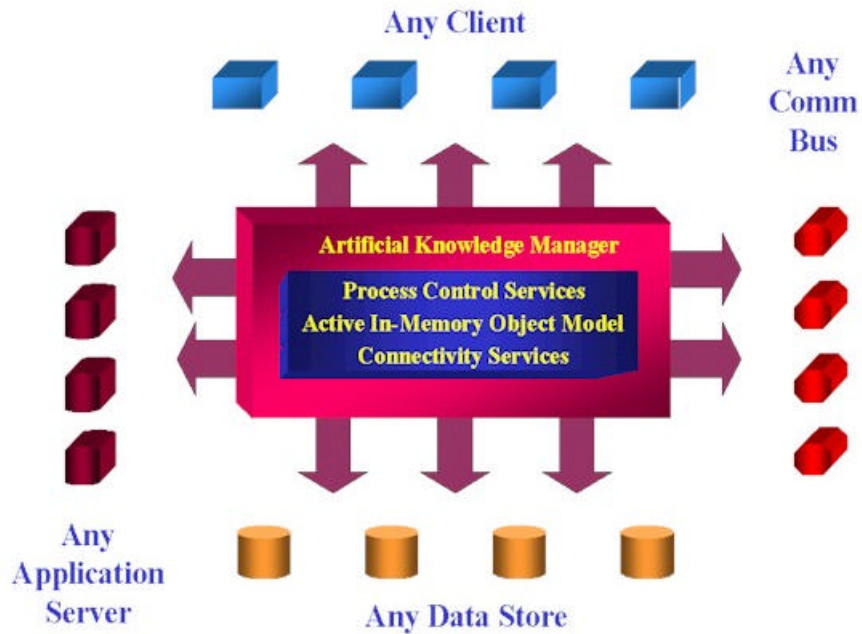 Any Client
Any
Comm
Bus
Artificial Knowledge Manager
Process Control Services
Active In-Memory Object Model
Connectivity Services
Any
Application
Server
Any Data Store